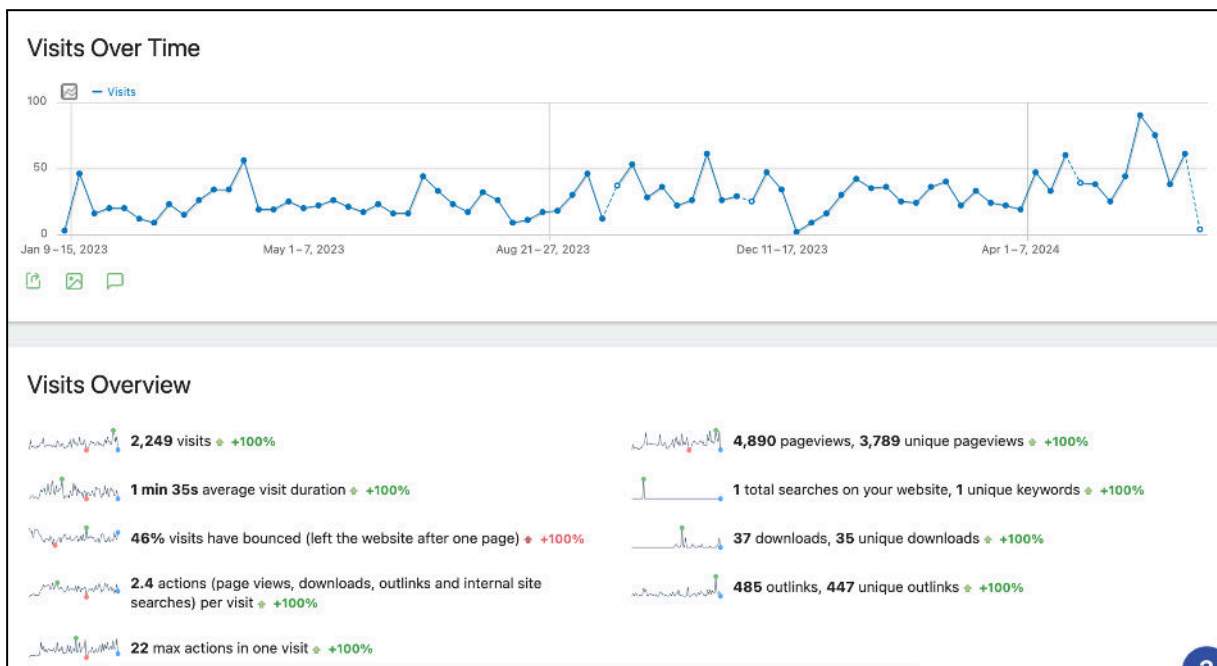 Visits Over Time
Visits
100
50
0
Jan 9–15, 2023
May 1–7, 2023
Aug 21–27, 2023
Dec 11–17, 2023
Apr 1–7, 2024
Visits Overview
2,249 visits +100%
4,890 pageviews, 3,789 unique pageviews +100%
1 min 35s average visit duration +100%
1 total searches on your website, 1 unique keywords +100%
46% visits have bounced (left the website after one page) +100%
37 downloads, 35 unique downloads +100%
2.4 actions (page views, downloads, outlinks and internal site
searches) per visit +100%
485 outlinks, 447 unique outlinks +100%
22 max actions in one visit +100%